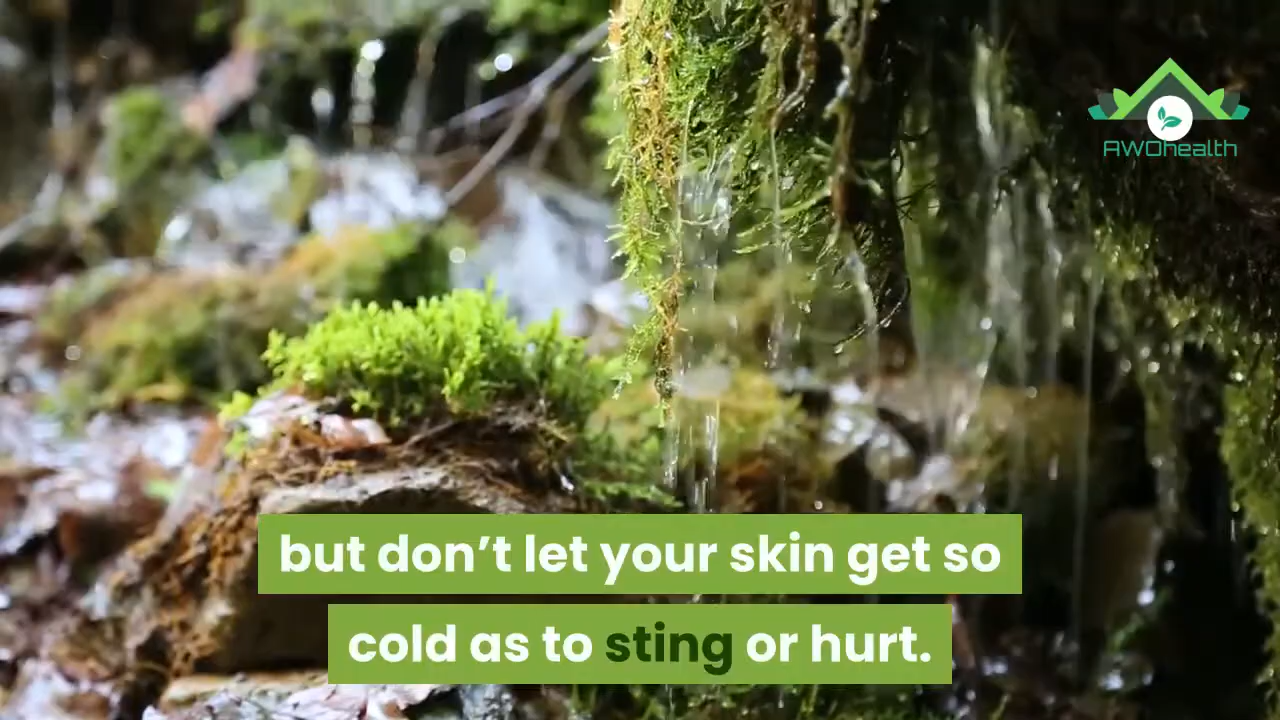 AWOhealth
but don’t let your skin get so
cold as to sting or hurt.